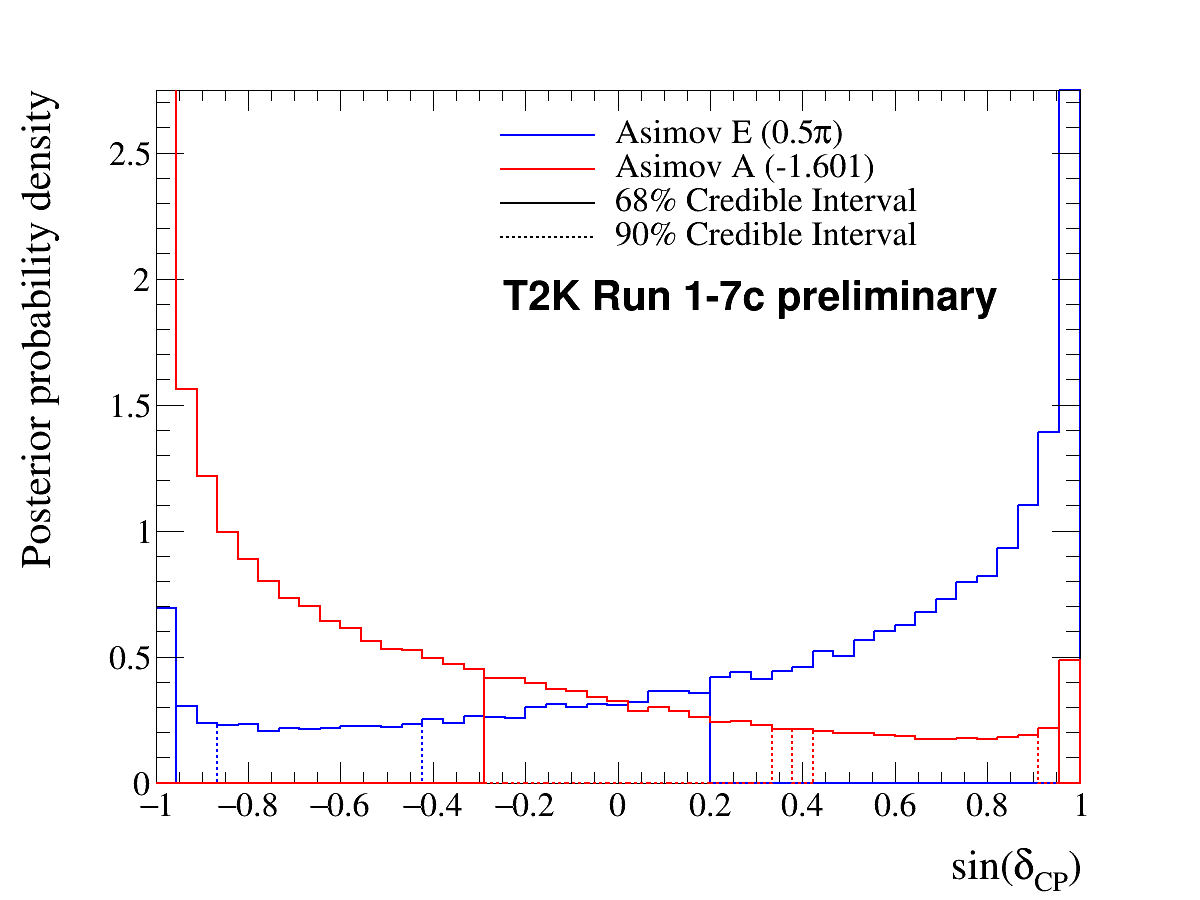 Posterior probability density
2.5
2
1.5
1
0.5
0
Asimov E (0.5π)
Asimov A (-1.601)
68% Credible Interval
90% Credible Interval
T2K Run 1-7c preliminary
−1 −0.8 −0.6 −0.4 −0.2 0 0.2 0.4 0.6 0.8 1
sin(δCP)